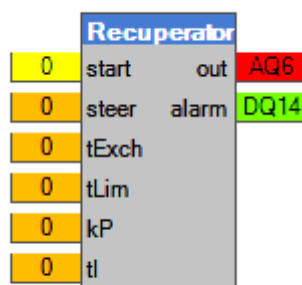 Recuperator
0 start out AQ6
0 steer alarm DQ14
0 tExch
0 tLim
0 kP
0 tI